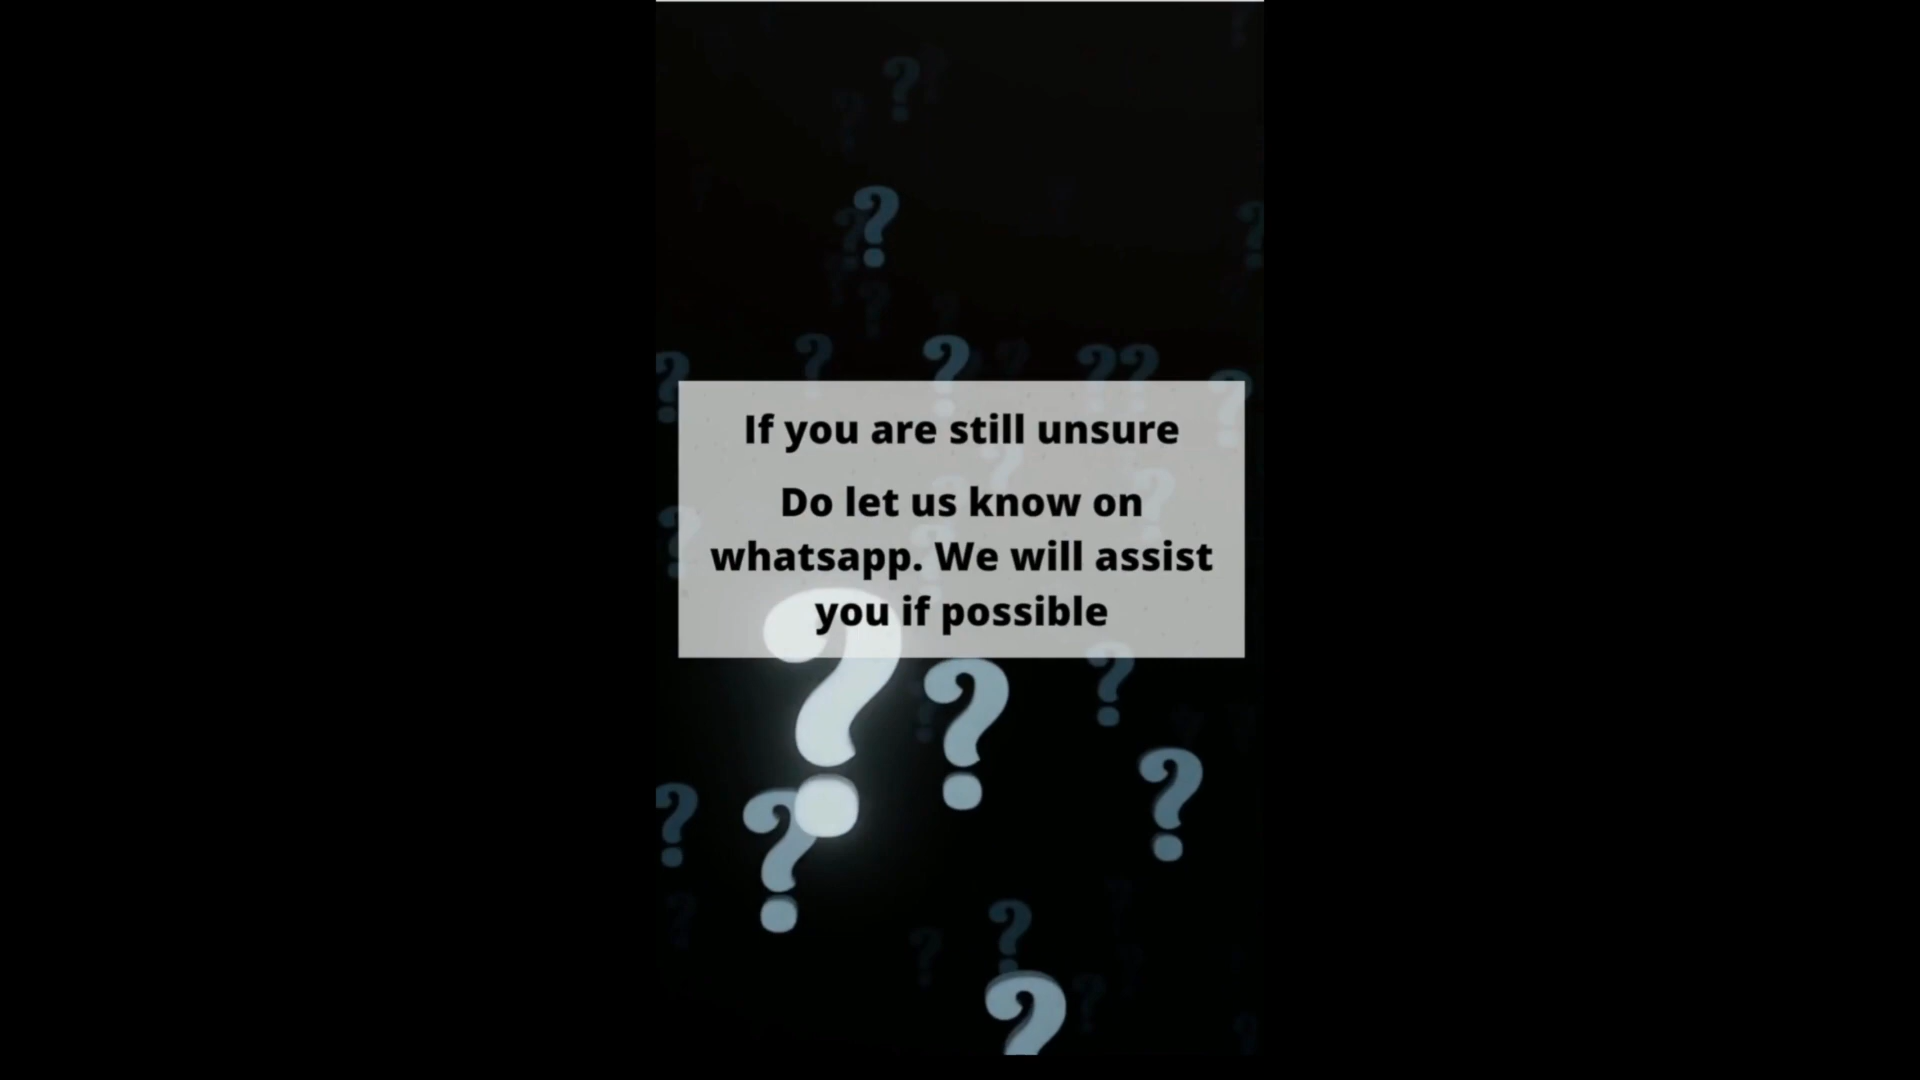 If you are still unsure
Do let us know on
whatsapp. We will assist
you if possible